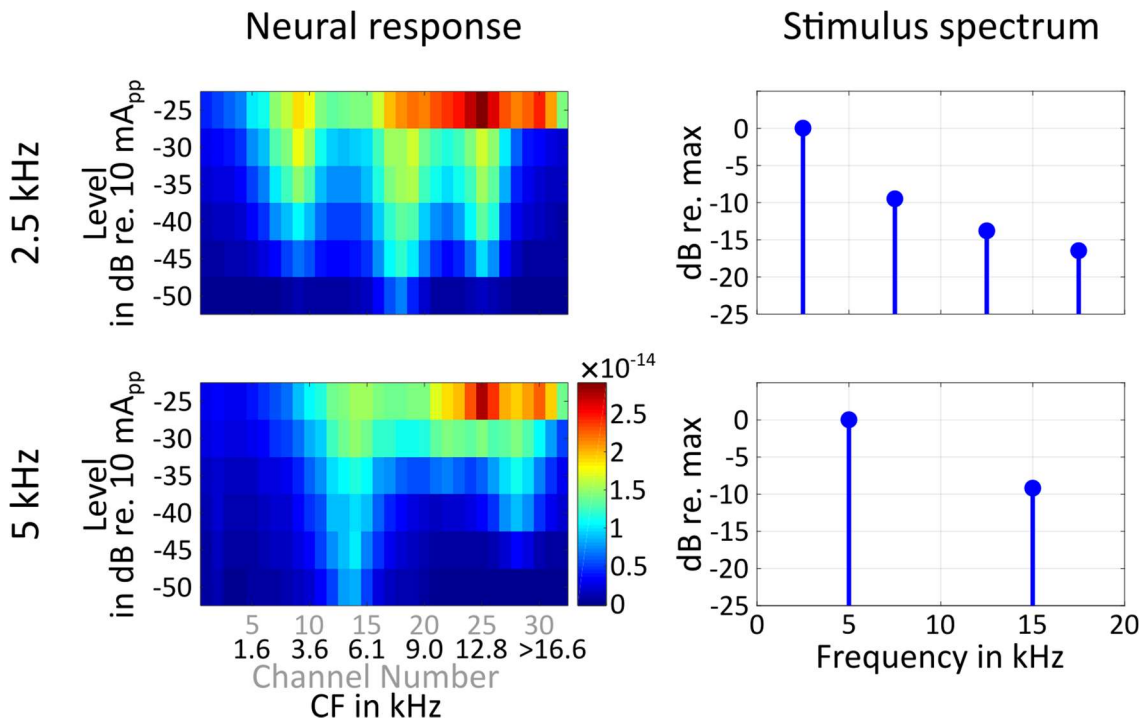 Neural response
Stimulus spectrum
2.5 kHz
Level
in dB re. 10 mApp
-25
-30
-35
-40
-45
-50
dB re. max
0
-5
-10
-15
-20
-25
5 kHz
Level
in dB re. 10 mApp
-25
-30
-35
-40
-45
-50
×10-14
2.5
2
1.5
1
0.5
0
5 10 15 20 25 30
1.6 3.6 6.1 9.0 12.8 >16.6
Channel Number
CF in kHz
dB re. max
0
-5
-10
-15
-20
-25
0 5 10 15 20
Frequency in kHz